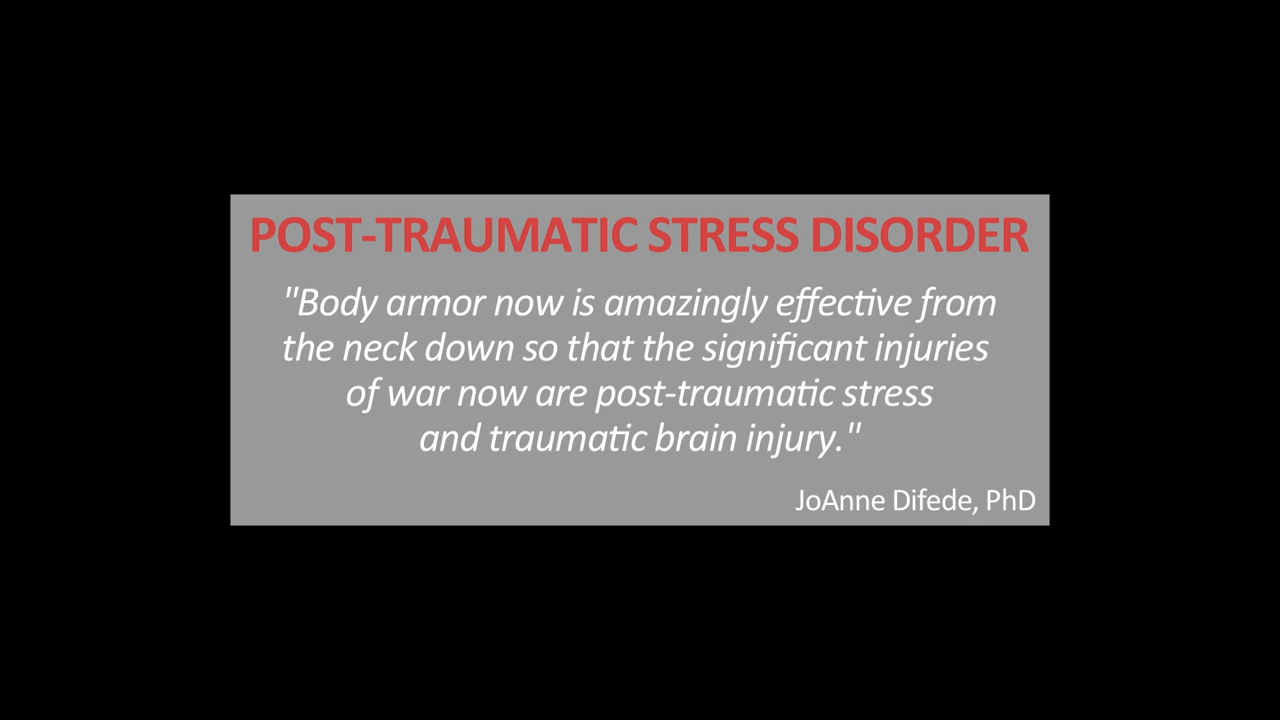 POST-TRAUMATIC STRESS DISORDER
"Body armor now is amazingly effective from
the neck down so that the significant injuries
of war now are post-traumatic stress
and traumatic brain injury."
JoAnne Difede, PhD